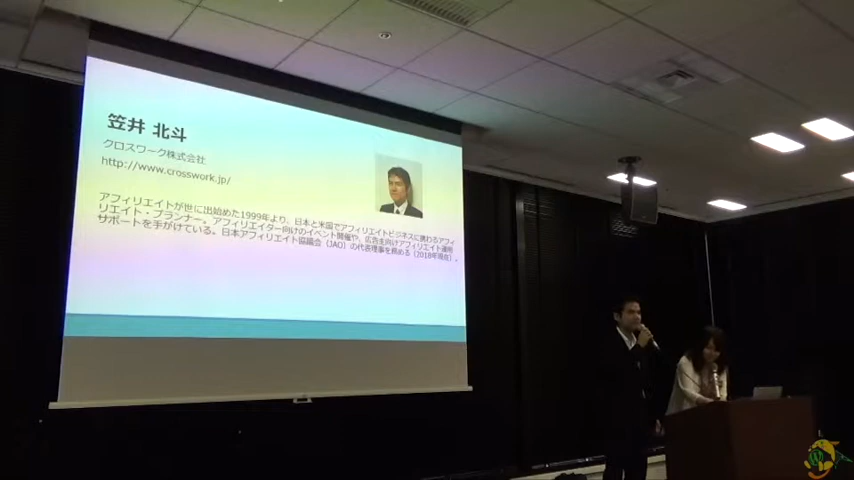 笠井 北斗
クロスワーク株式会社
http://www.crosswork.jp/
アフィリエイトが世に出始めた1999年より、日本と米国でアフィリエイトビジネスに携わるアフィ
リエイト・プランナー。アフィリエイター向けのイベント開催や、広告主向けアフィリエイト運用
サポートを手がけている。日本アフィリエイト協議会（JAO）の代表理事を務める（2018年現在）。